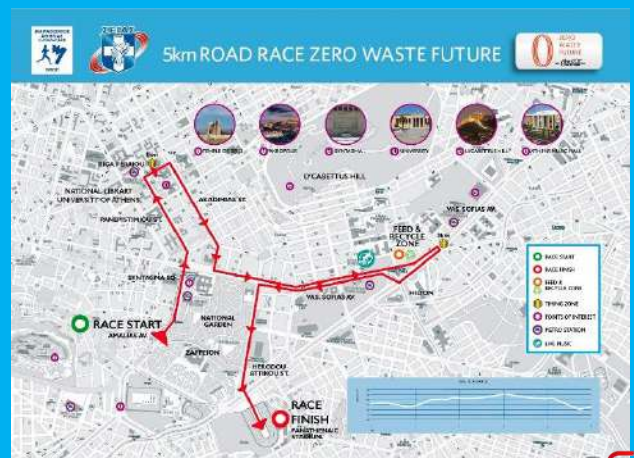 5km ROAD RACE ZERO WASTE FUTURE
ZERO
WASTE
FUTURE
UNIVERSITY
LYCABETTUS HILL
NATIONAL LIBRARY
UNIVERSITY OF ATHENS
PANEPISTIMIOU ST.
AKADIMIAS ST.
VAS. SOFIAS AV.
FEED &
RECYCLE
ZONE
SYNTAGMA SQ.
VAS. SOFIAS AV.
HILTON
RACE START
AMALIAS AV.
NATIONAL
GARDEN
ZAPPEION
HERODOU
ATTIKOU ST.
RACE
FINISH
PANATHENAIC
STADIUM
RACE START
RACE FINISH
FEED &
RECYCLE ZONE
TIMING ZONE
POINTS OF INTEREST
METRO STATION
LIVE MUSIC